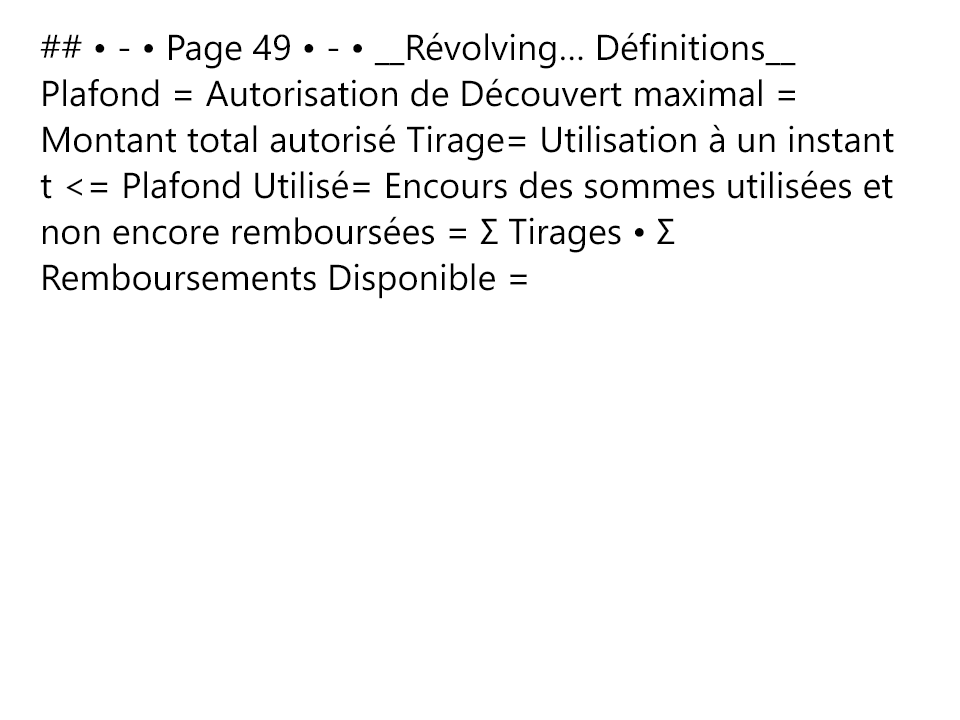 ## • - • Page 49 • - • __Révolving... Définitions__
Plafond = Autorisation de Découvert maximal =
Montant total autorisé Tirage= Utilisation à un instant
t <= Plafond Utilisé= Encours des sommes utilisées et
non encore remboursées = Σ Tirages • Σ
Remboursements Disponible =